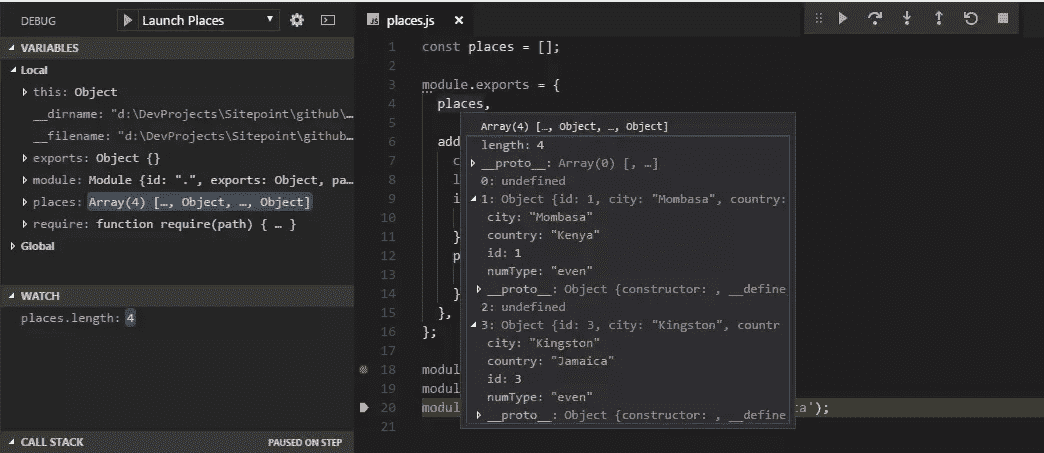 DEBUG
Launch Places
VARIABLES
Local
this: Object
__dirname: "d:\DevProjects\Sitepoint\github\...
__filename: "d:\DevProjects\Sitepoint\github...
exports: Object {}
module: Module {id: ".", exports: Object, pa...
places: Array(4) […, Object, …, Object]
require: function require(path) { … }
Global
WATCH
places.length: 4
CALL STACK
PAUSED ON STEP
JS places.js
1 const places = [];
2
3 module.exports = {
4 places,
5
6 add
7 c
8 l
9 i
10
11 }
12 p
13
14 }
15 },
16 };
17
18 modul
19 modul
20 modul ta');
21
Array(4) […, Object, …, Object]
length: 4
__proto__: Array(0) [, …]
0: undefined
1: Object {id: 1, city: "Mombasa", country:
city: "Mombasa"
country: "Kenya"
id: 1
numType: "even"
__proto__: Object {constructor: , __define
2: undefined
3: Object {id: 3, city: "Kingston", countr
city: "Kingston"
country: "Jamaica"
id: 3
numType: "even"
__proto__: Object {constructor: , __define